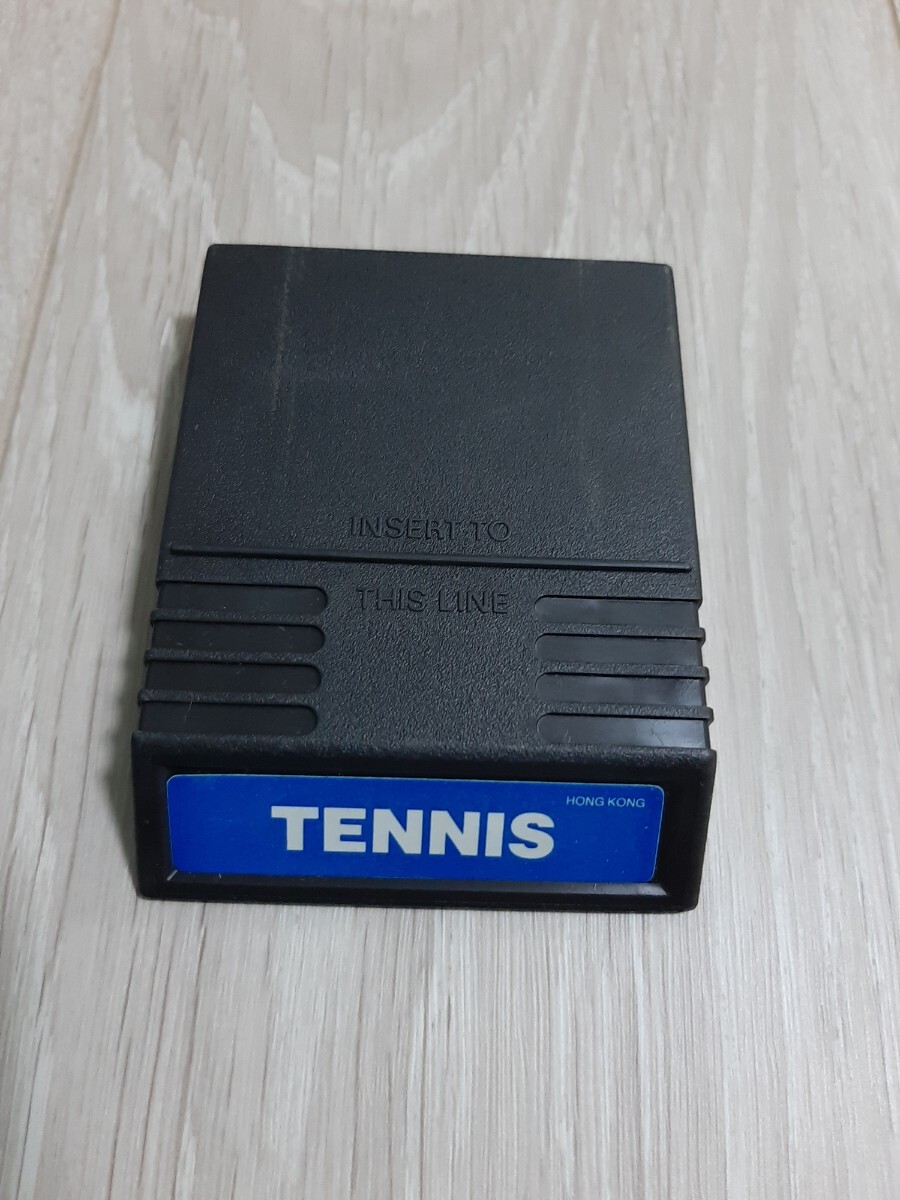 INSERT TO
THIS LINE
HONG KONG
TENNIS